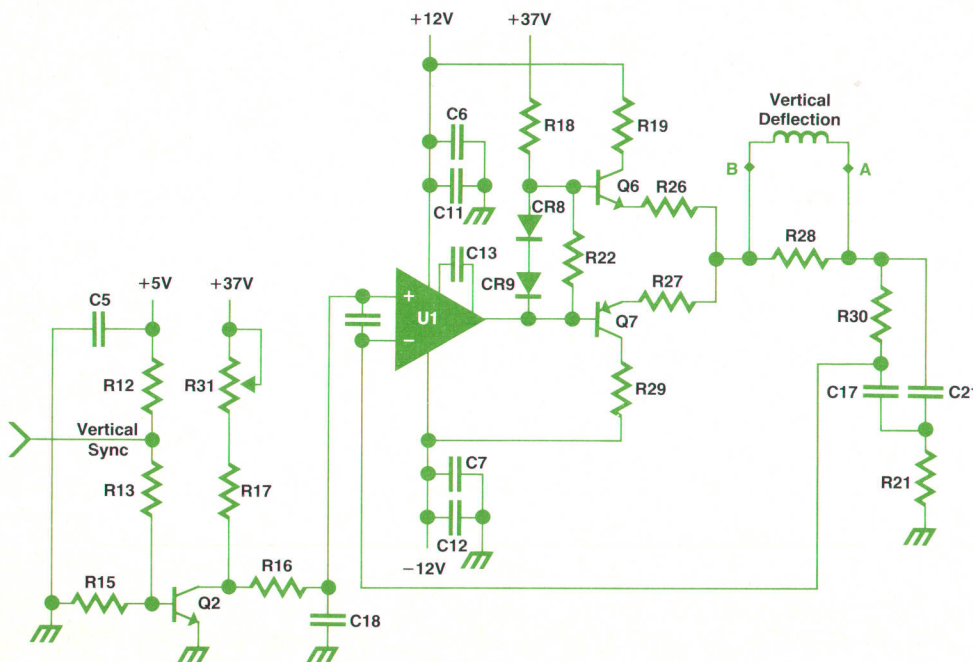 +12V
+37V
C6
R18
R19
Vertical
Deflection
B
A
Q6
R26
C11
CR8
C13
R22
R28
CR9
R27
+5V
+37V
C5
+
U1
−
Q7
R30
R12
R31
R29
C17
C21
Vertical
Sync
R13
R17
C7
R21
C12
−12V
R15
R16
Q2
C18